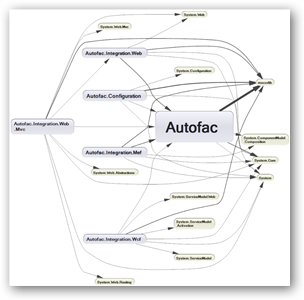 System.Web
System.Web.Mvc
Autofac.Integration.Web
System.Configuration
mscorlib
Autofac.Configuration
Autofac.Integration.Web
.Mvc
Autofac
System.ComponentModel
.Composition
Autofac.Integration.Mef
System.Core
System.Web.Abstractions
System
System.ServiceModel.Web
System.ServiceModel
.Activation
Autofac.Integration.Wcf
System.ServiceModel
System.Web.Routing